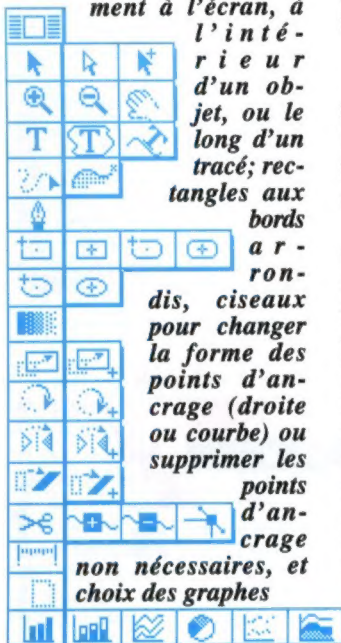 ment à l'écran, à
l'inté-
rieur
d'un ob-
jet, ou le
long d'un
tracé; rec-
tangles aux
bords
ar-
ron-
dis, ciseaux
pour changer
la forme des
points d'an-
crage (droite
ou courbe) ou
supprimer les
points
d'an-
crage
non nécessaires, et
choix des graphes